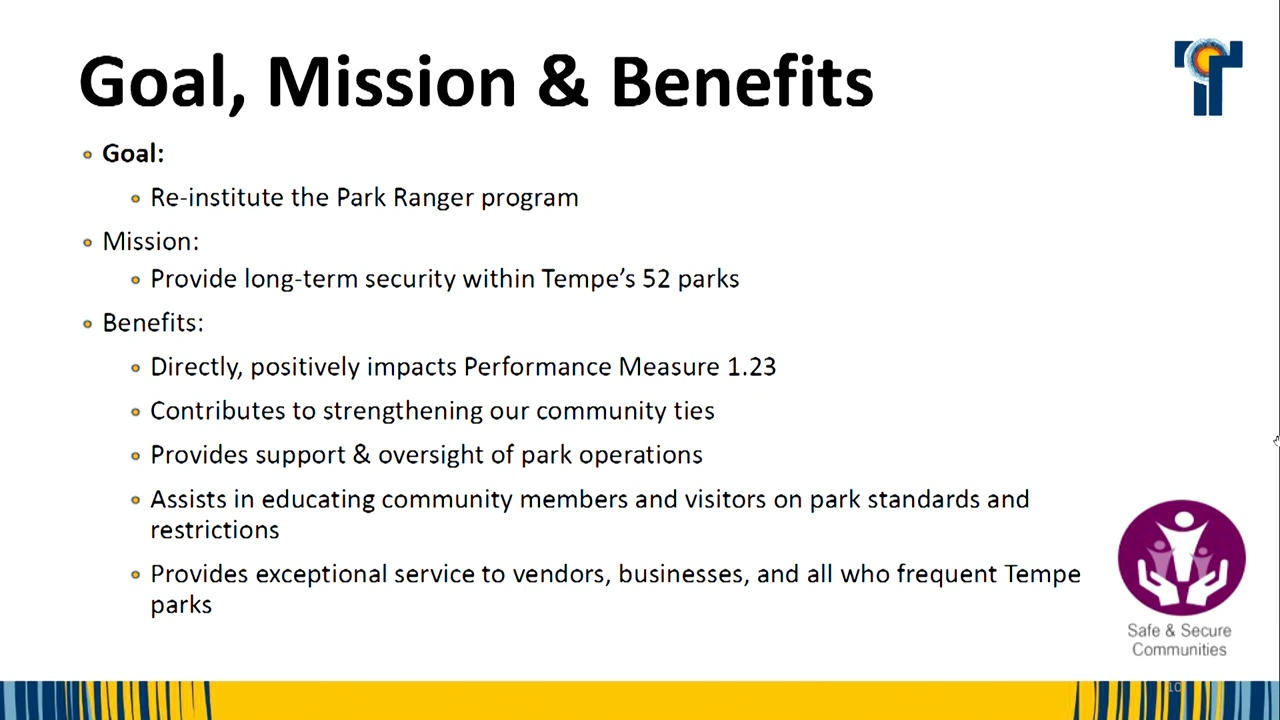 Goal, Mission & Benefits
Goal:
Re-institute the Park Ranger program
Mission:
Provide long-term security within Tempe's 52 parks
Benefits:
Directly, positively impacts Performance Measure 1.23
Contributes to strengthening our community ties
Provides support & oversight of park operations
Assists in educating community members and visitors on park standards and
restrictions
Provides exceptional service to vendors, businesses, and all who frequent Tempe
parks
Safe & Secure
Communities
10